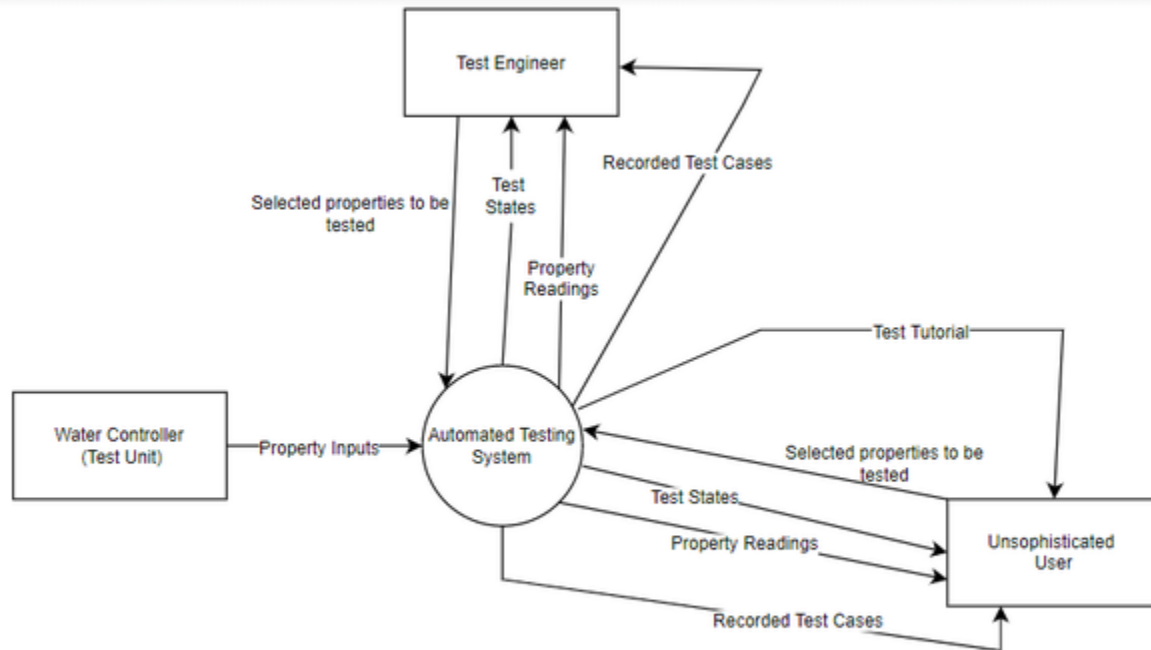 Test Engineer
Recorded Test Cases
Selected properties to be
tested
Test
States
Property
Readings
Test Tutorial
Water Controller
(Test Unit)
Property Inputs
Automated Testing
System
Selected properties to be
tested
Test States
Property Readings
Unsophisticated
User
Recorded Test Cases